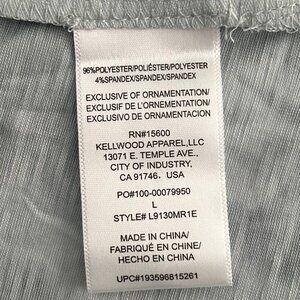 96%POLYESTER/POLIÉSTER/POLYESTER
4%SPANDEX/SPANDEX/SPANDEX
EXCLUSIVE OF ORNAMENTATION/
EXCLUSIF DE L'ORNEMENTATION/
EXCLUSIVO DE ORNAMENTACION
RN#15600
KELLWOOD APPAREL,LLC
13071 E. TEMPLE AVE.,
CITY OF INDUSTRY,
CA 91746. USA
PO#100-00079950
L
STYLE# L9130MR1E
MADE IN CHINA/
FABRIQUÉ EN CHINE/
HECHO EN CHINA
UPC#193596815261